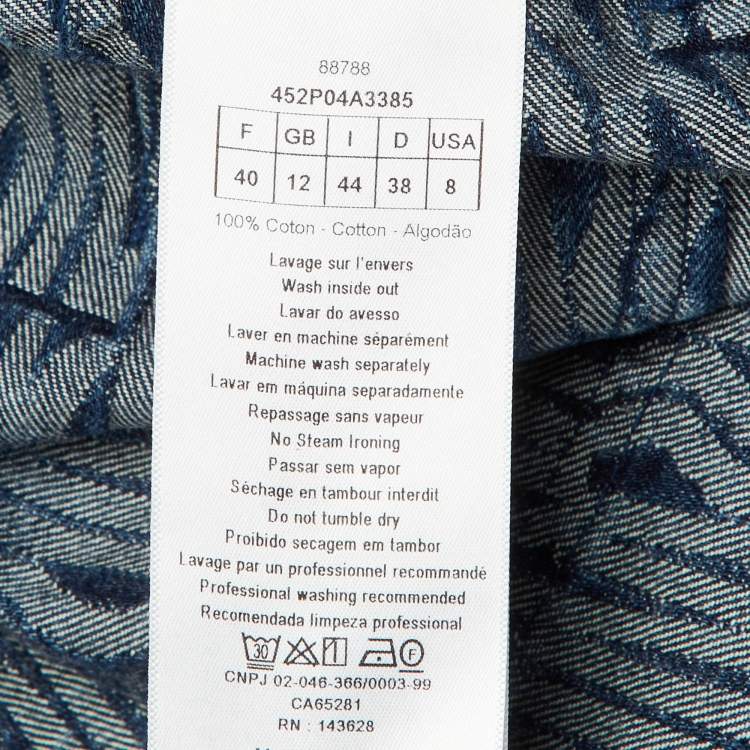 88788
452P04A3385
F GB I D USA
40 12 44 38 8
100% Coton - Cotton - Algodão
Lavage sur l'envers
Wash inside out
Lavar do avesso
Laver en machine séparément
Machine wash separately
Lavar em máquina separadamente
Repassage sans vapeur
No Steam Ironing
Passar sem vapor
Séchage en tambour interdit
Do not tumble dry
Proibido secagem em tambor
Lavage par un professionnel recommandé
Professional washing recommended
Recomendada limpeza professional
30 F
CNPJ 02-046-366/0003-99
CA65281
RN : 143628